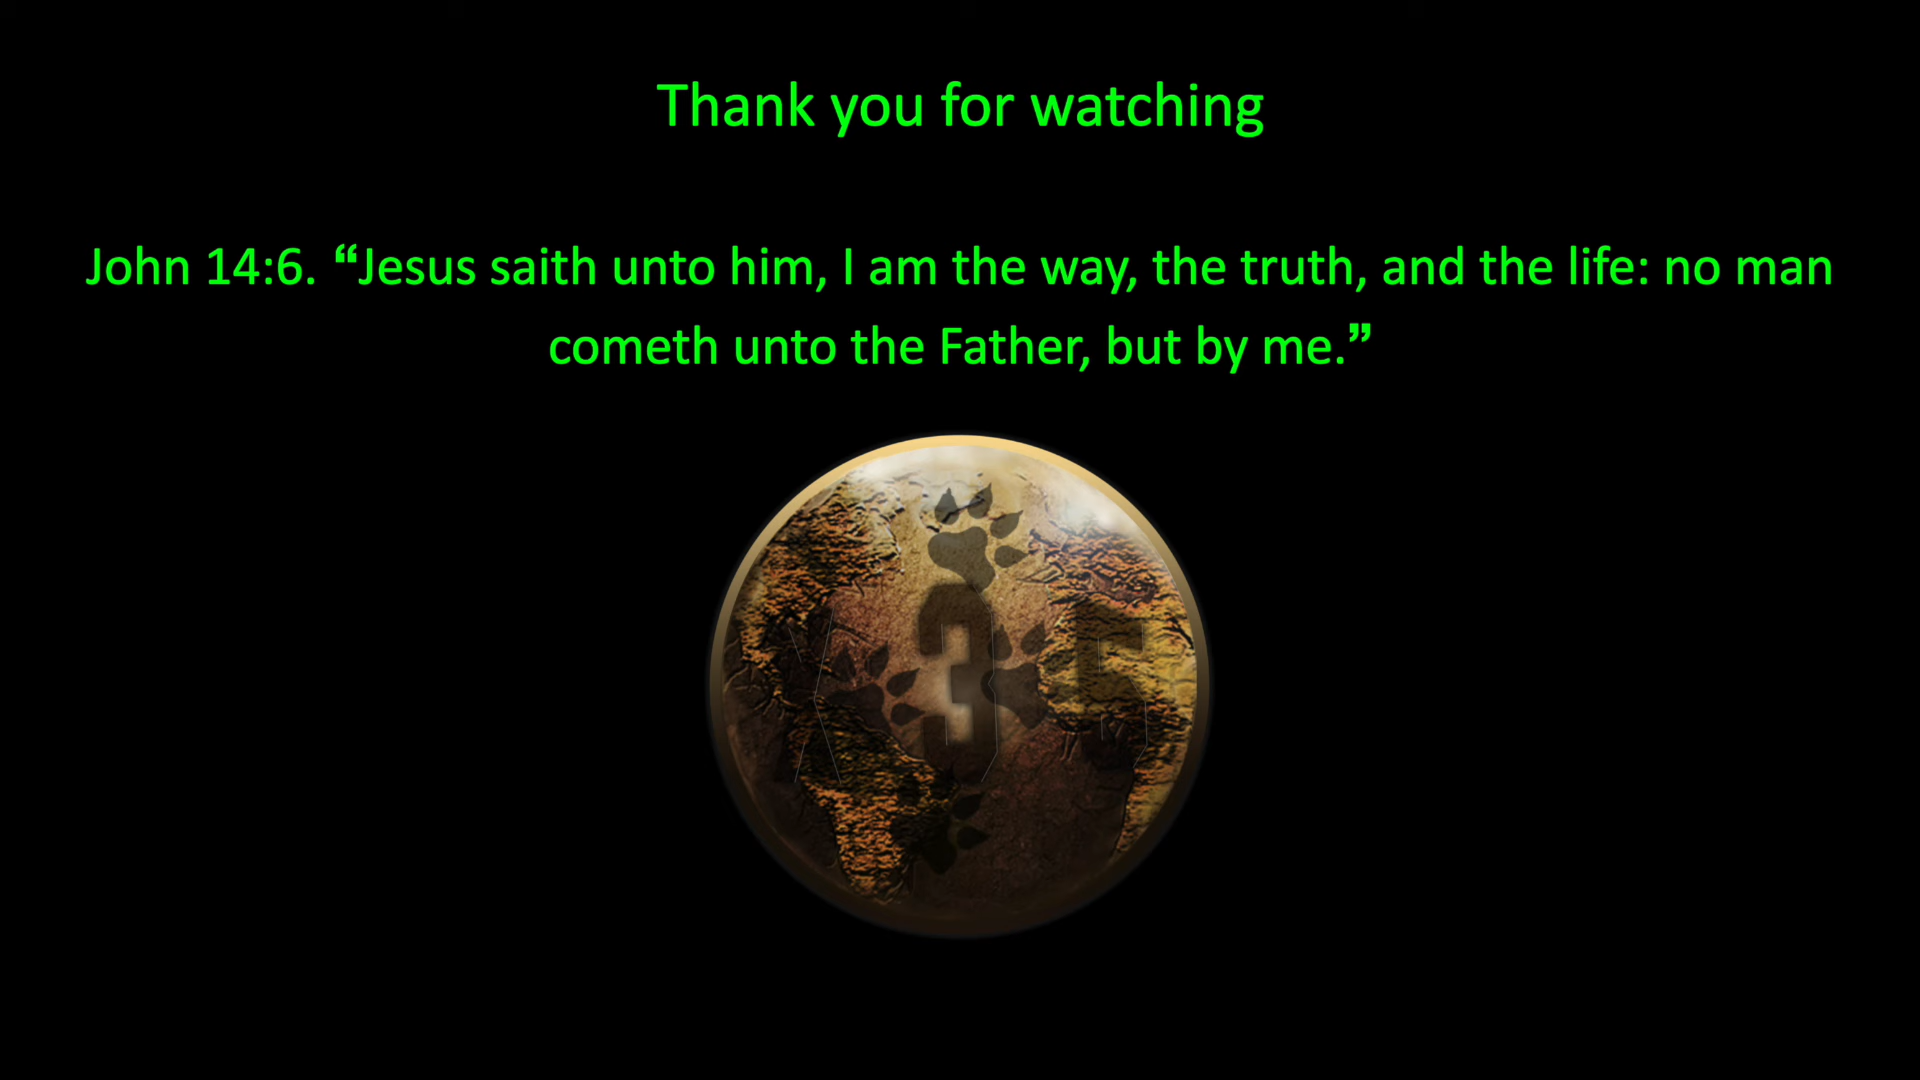 Thank you for watching
John 14:6. “Jesus saith unto him, I am the way, the truth, and the life: no man
cometh unto the Father, but by me.”
X35